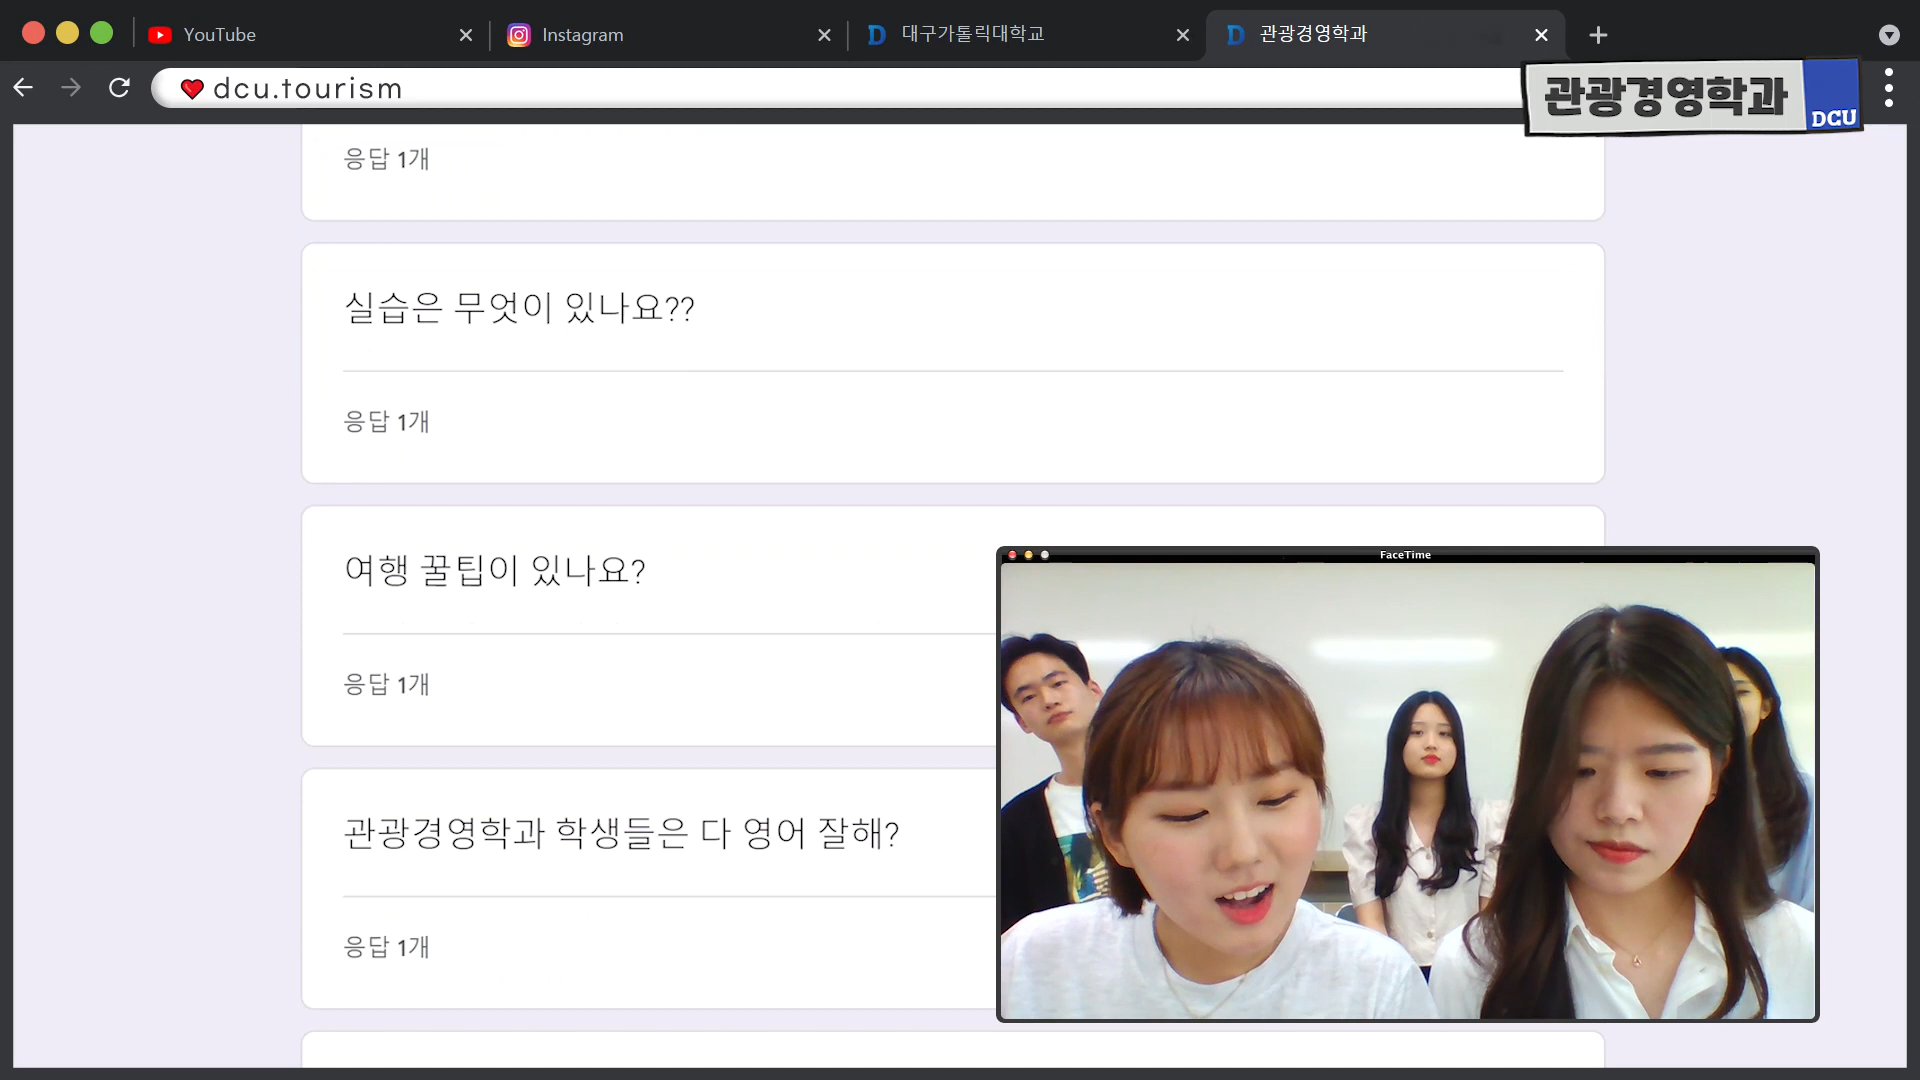 YouTube
Instagram
대구가톨릭대학교
관광경영학과
dcu.tourism
관광경영학과
DCU
응답 1개
실습은 무엇이 있나요??
응답 1개
여행 꿀팁이 있나요?
응답 1개
FaceTime
관광경영학과 학생들은 다 영어 잘해?
응답 1개